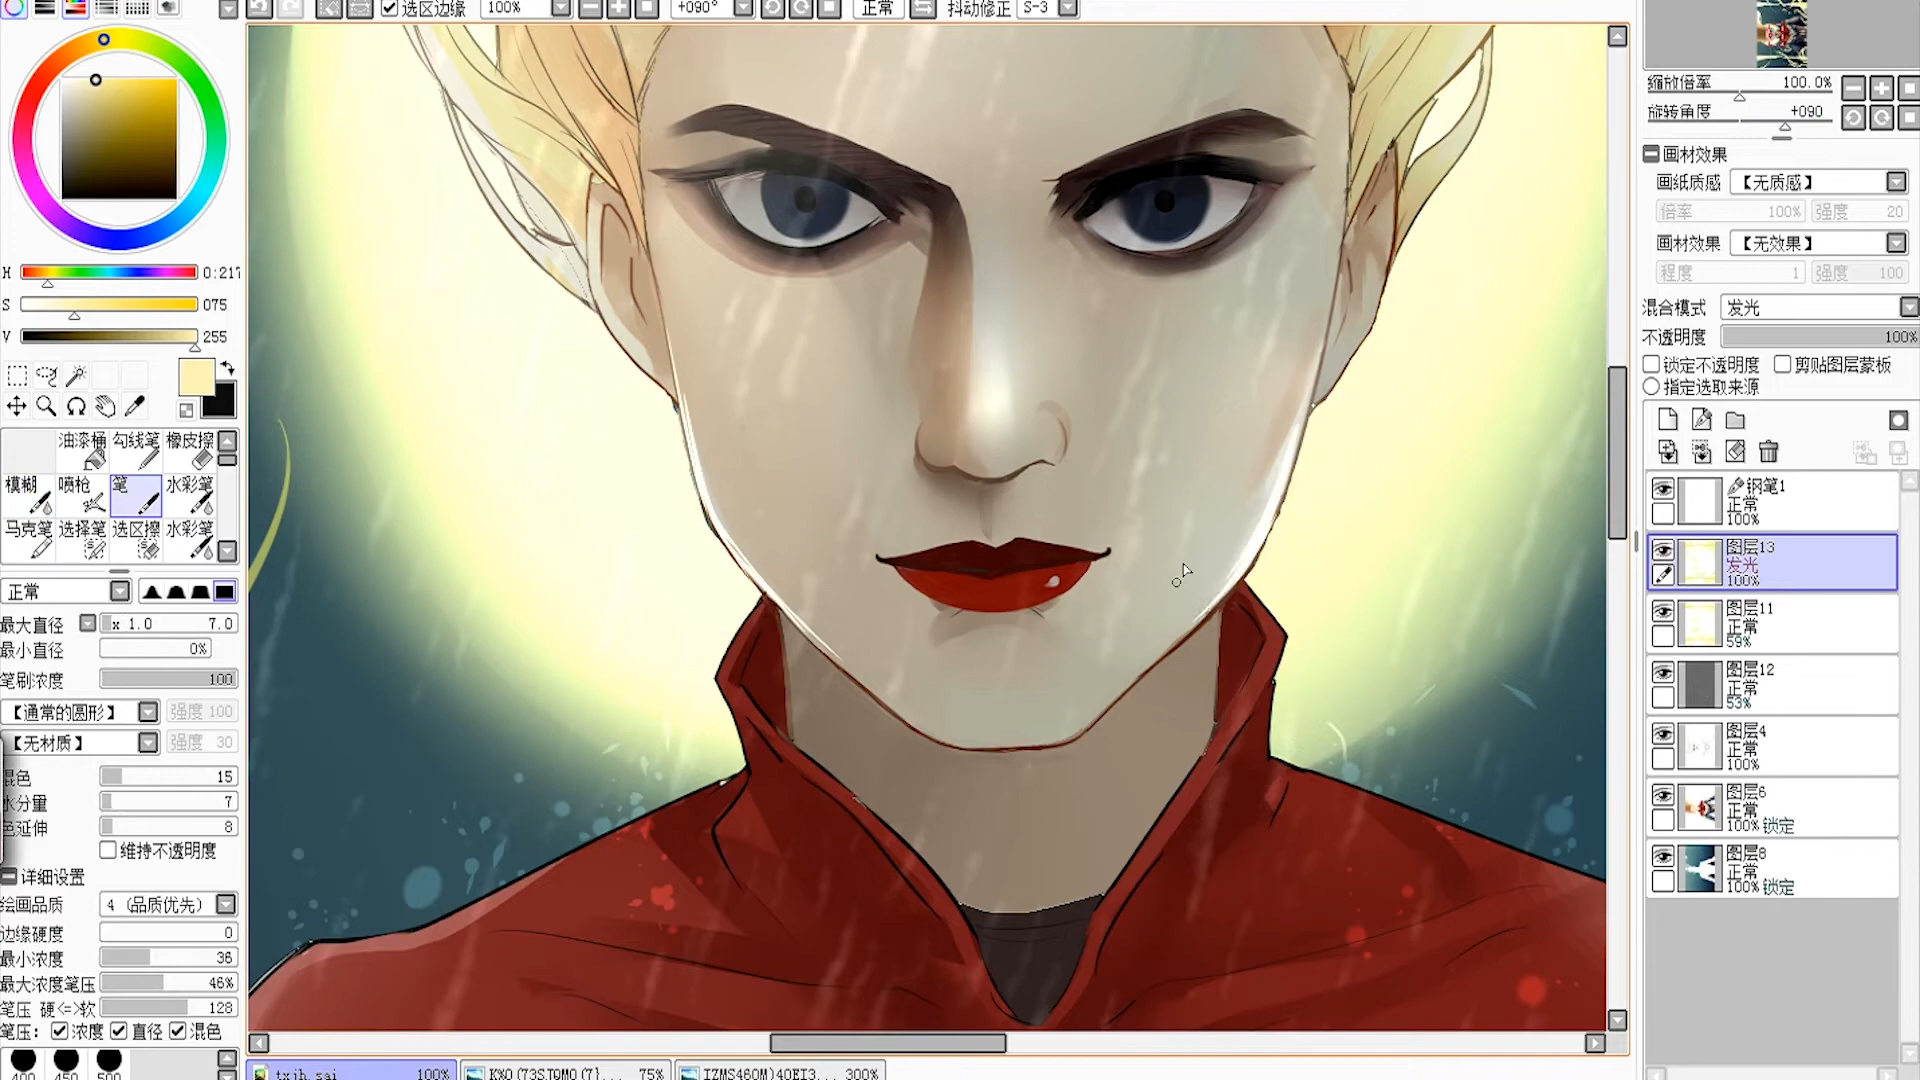 选区边缘 100% +090° 正常 抖动修正 S-3
H 0:217
S 075
V 255
油漆桶 勾线笔 橡皮擦
模糊 喷枪 笔 水彩笔
马克笔 选择笔 选区擦 水彩笔
正常
最大直径 x 1.0 7.0
最小直径 0%
笔刷浓度 100
【通常的圆形】 强度 100
【无材质】 强度 30
混色 15
水分量 7
色延伸 8
维持不透明度
详细设置
绘画品质 4 (品质优先)
边缘硬度 0
最小浓度 36
最大浓度笔压 46%
笔压 硬<=>软 128
笔压: 浓度 直径 混色
400 450 500
txjh.sai 100%
75%
300%
缩放倍率 100.0%
旋转角度 +090
画材效果
画纸质感 【无质感】
倍率 100% 强度 20
画材效果 【无效果】
程度 1 强度 100
混合模式 发光
不透明度 100%
锁定不透明度 剪贴图层蒙板
指定选取来源
钢笔1
正常
100%
图层13
发光
100%
图层11
正常
59%
图层12
正常
53%
图层4
正常
100%
图层6
正常
100% 锁定
图层8
正常
100% 锁定